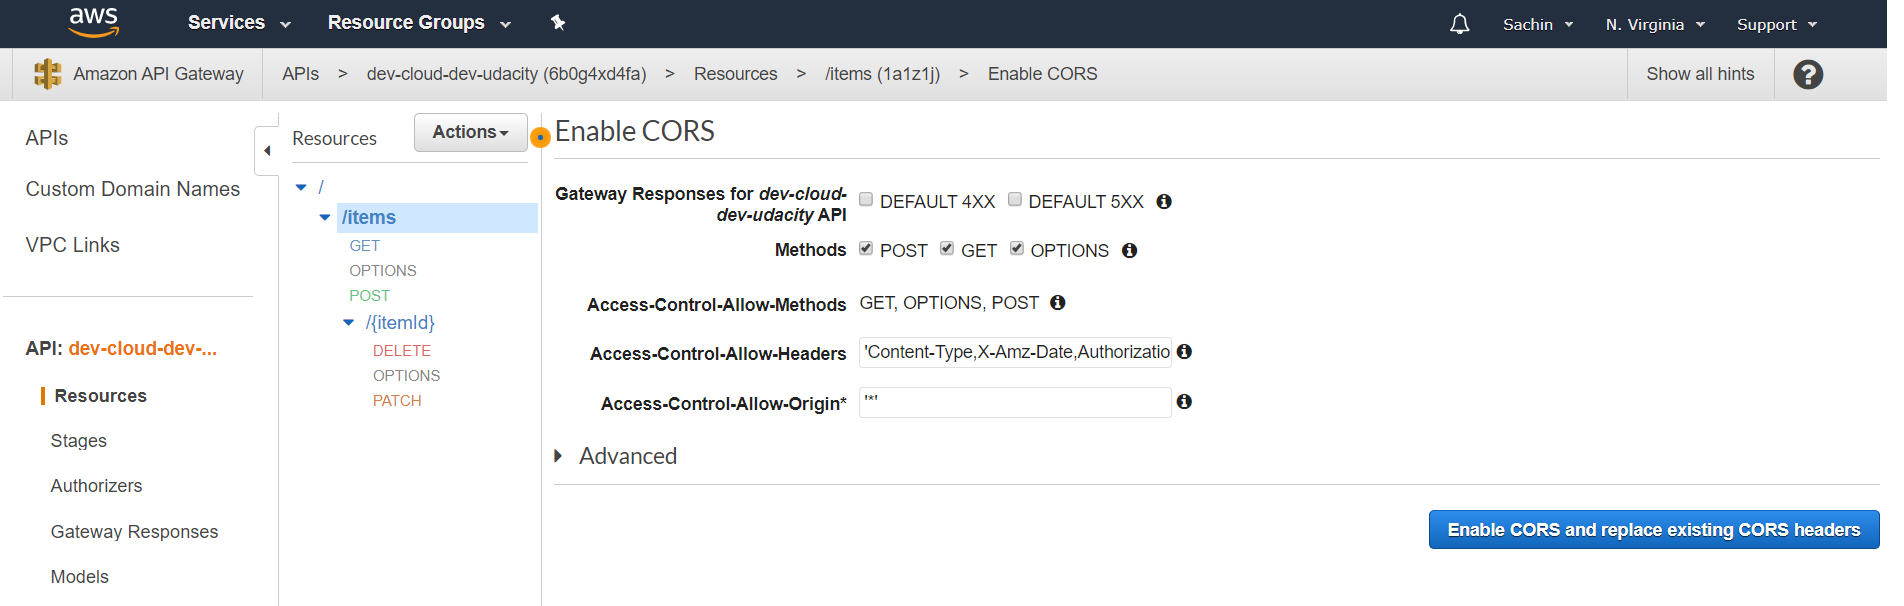 aws Services Resource Groups Sachin N. Virginia Support
Amazon API Gateway APIs > dev-cloud-dev-udacity (6b0g4xd4fa) > Resources > /items (1a1z1j) > Enable CORS Show all hints ?
APIs
Custom Domain Names
VPC Links
API: dev-cloud-dev-...
Resources
Stages
Authorizers
Gateway Responses
Models
Resources Actions
/
/items
GET
OPTIONS
POST
/{itemId}
DELETE
OPTIONS
PATCH
Enable CORS
Gateway Responses for dev-cloud-
dev-udacity API DEFAULT 4XX DEFAULT 5XX
Methods POST GET OPTIONS
Access-Control-Allow-Methods GET, OPTIONS, POST
Access-Control-Allow-Headers 'Content-Type,X-Amz-Date,Authorizatio
Access-Control-Allow-Origin* '*'
Advanced
Enable CORS and replace existing CORS headers